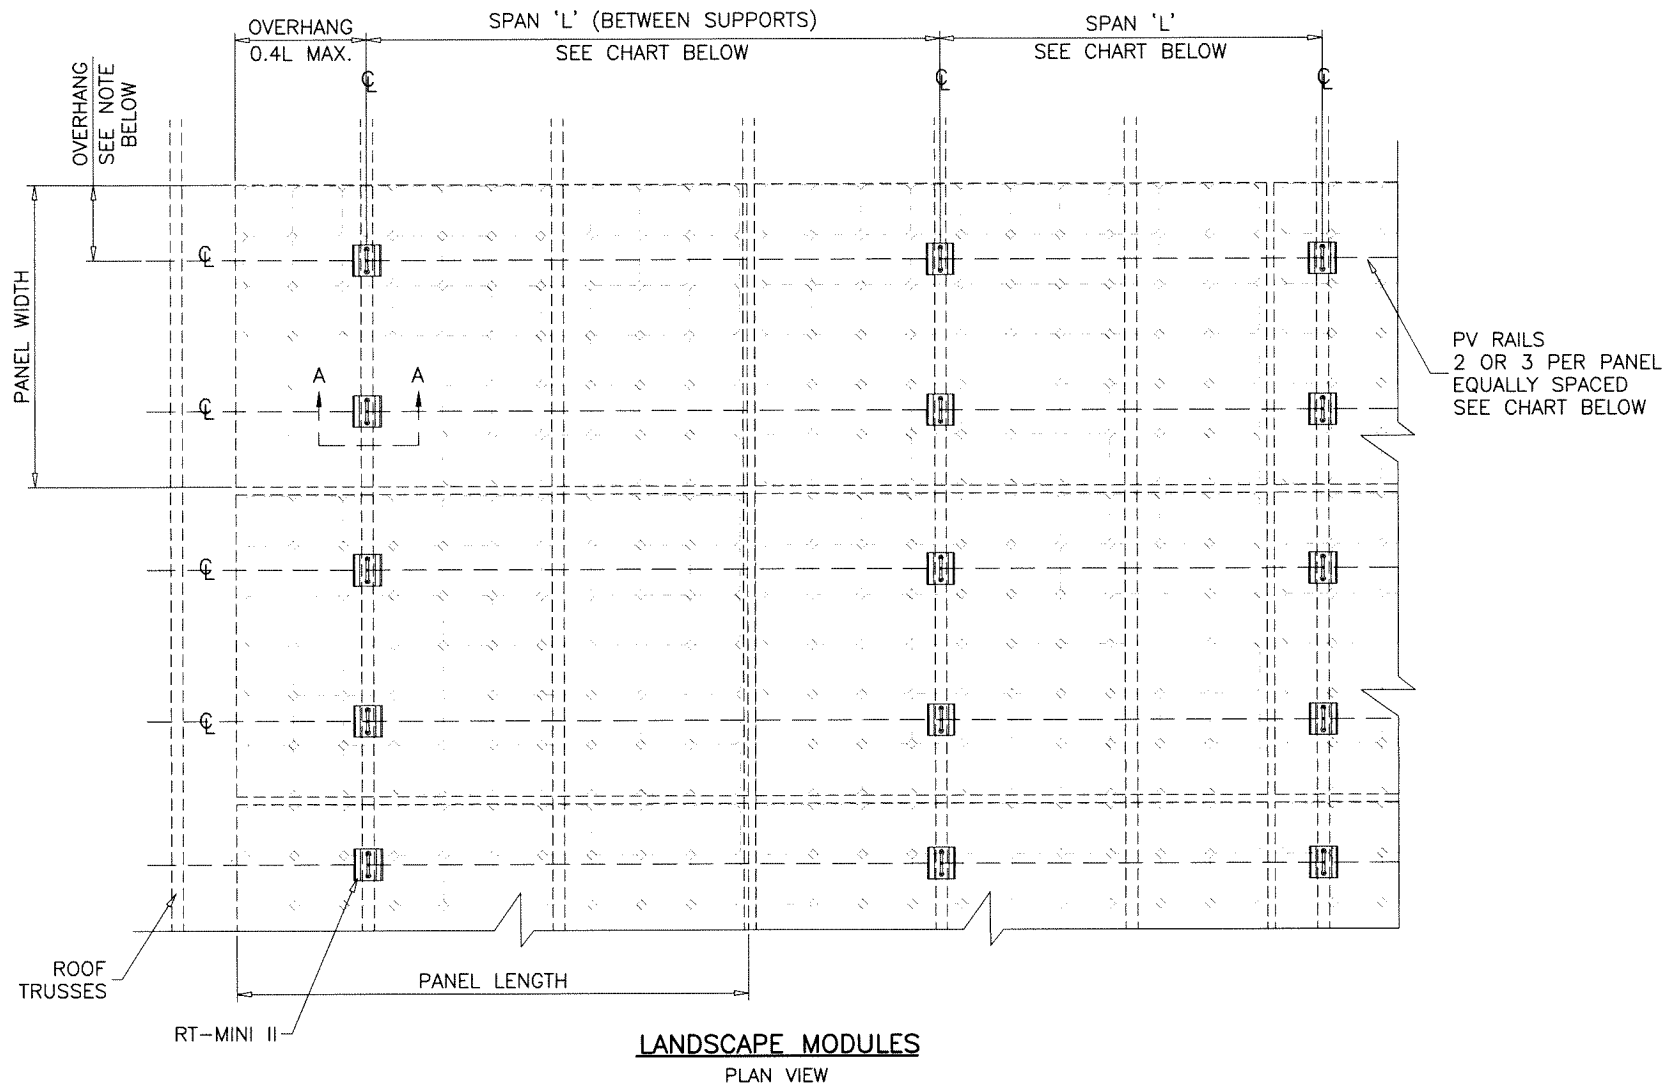 OVERHANG
0.4L MAX.
SPAN 'L' (BETWEEN SUPPORTS)
SEE CHART BELOW
SPAN 'L'
SEE CHART BELOW
OVERHANG
SEE NOTE
BELOW
℄
℄
℄
PANEL WIDTH
℄
℄
℄
℄
A
A
PV RAILS
2 OR 3 PER PANEL
EQUALLY SPACED
SEE CHART BELOW
ROOF
TRUSSES
RT-MINI II
PANEL LENGTH
LANDSCAPE MODULES
PLAN VIEW